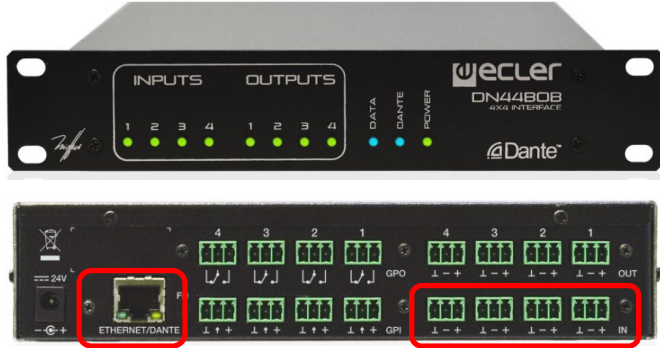 INPUTS OUTPUTS
ecler
1 2 3 4 1 2 3 4
DATA
DANTE
POWER
DN44BOB
4X4 INTERFACE
Dante™
4 3 2 1 4 3 2 1
24V
GPO
⊥ - + ⊥ - + ⊥ - + ⊥ - + OUT
ETHERNET/DANTE
⊥ ↑ + ⊥ ↑ + ⊥ ↑ + ⊥ ↑ + GPI
⊥ - + ⊥ - + ⊥ - + ⊥ - + IN